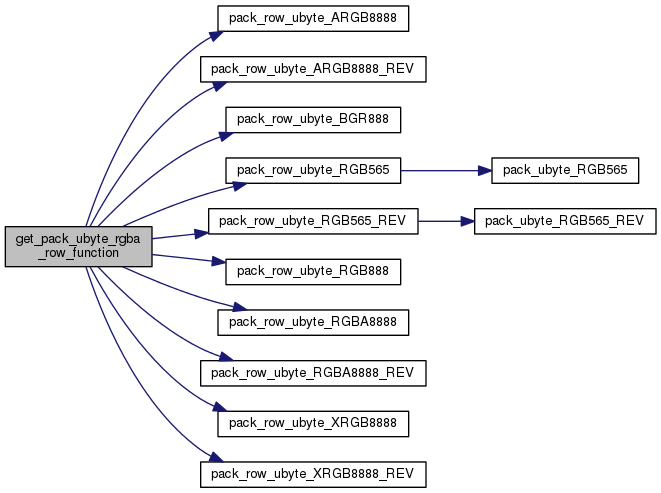 pack_row_ubyte_ARGB8888
pack_row_ubyte_ARGB8888_REV
pack_row_ubyte_BGR888
pack_row_ubyte_RGB565
pack_ubyte_RGB565
pack_row_ubyte_RGB565_REV
pack_ubyte_RGB565_REV
get_pack_ubyte_rgba
_row_function
pack_row_ubyte_RGB888
pack_row_ubyte_RGBA8888
pack_row_ubyte_RGBA8888_REV
pack_row_ubyte_XRGB8888
pack_row_ubyte_XRGB8888_REV